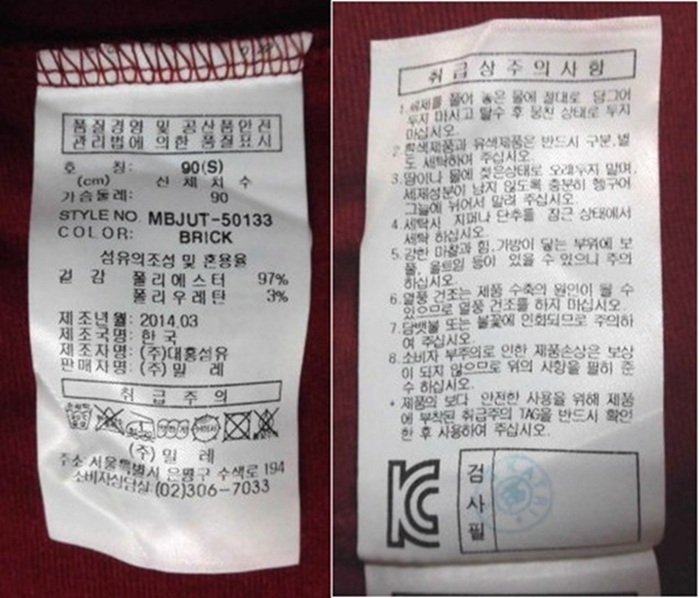 품질경영 및 공산품안전
관리법에 의한 품질표시
호 칭: 90(S)
(cm) 신 체 치 수
가슴둘레: 90
STYLE NO. MBJUT-50133
COLOR: BRICK
섬유의조성 및 혼용율
겉 감 폴리에스터 97%
폴리우레탄 3%
제조년월: 2014.03
제조국명: 한 국
제조자명: (주)대홍섬유
판매자명: (주)밀 레
취 급 주 의
(주) 밀 레
주소 서울특별시 은평구 수색로 194
소비자상담실:(02)306-7033
취급상주의사항
1. 세제를 풀어 놓은 물에 절대로 담그어
두지 마시고 탈수 후 뭉친 상태로 두지
마십시오.
2. 흰색제품과 유색제품은 반드시 구분,별
도 세탁하여 주십시오.
3. 땀이나 물에 젖은상태로 오래두지 말며,
세제성분이 남지 않도록 충분히 헹구어
그늘에 뉘어서 말려 주십시오.
4. 세탁시 지퍼나 단추를 잠근 상태에서
세탁 하십시오.
5. 강한 마찰과 힘, 가방이 닿는 부위에 보
풀, 올트임 등이 있을 수 있으니 주의
하십시오.
6. 열풍 건조는 제품 수축의 원인이 될 수
있으므로 열풍 건조를 하지 마십시오.
7. 담뱃불 또는 불꽃에 인화되므로 주의하
여 주십시오.
8. 소비자 부주의로 인한 제품손상은 보상
이 되지 않으므로 위의 사항을 필히 준
수 하십시오.
* 제품의 보다 안전한 사용을 위해 제품
에 부착된 취급주의 TAG을 반드시 확인
한 후 사용하여 주십시오.
검
사
필